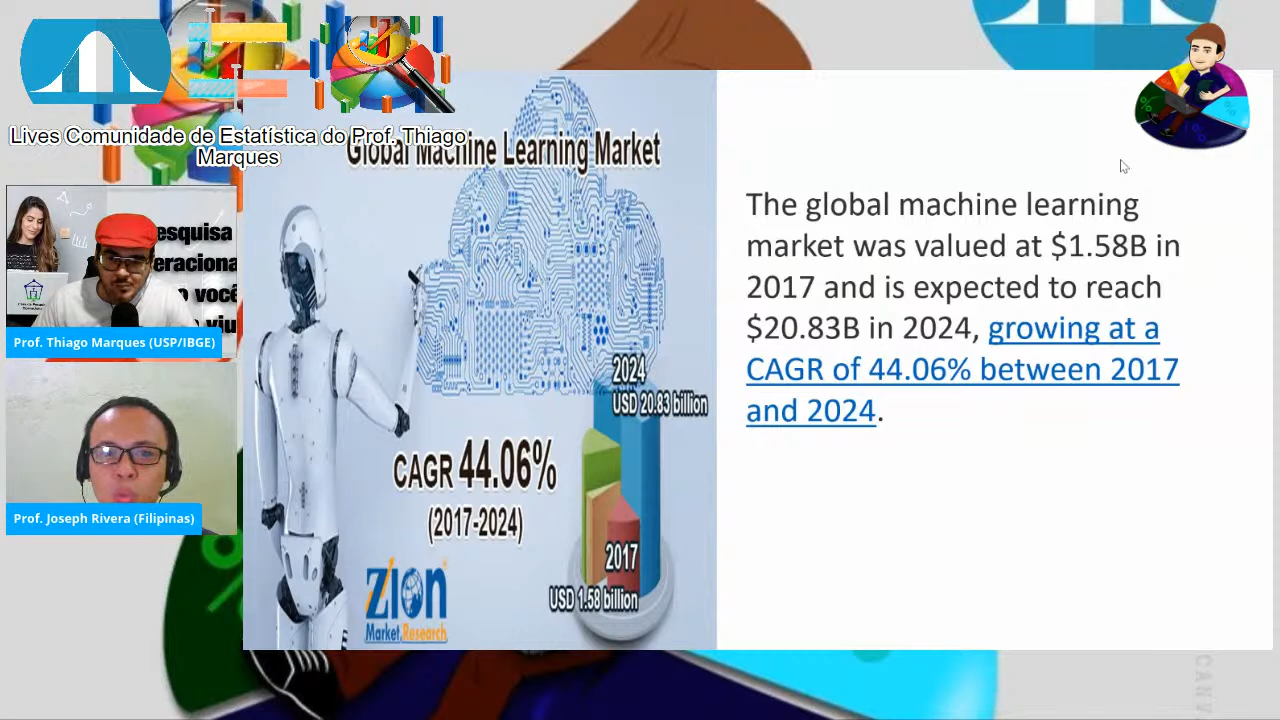 Lives Comunidade de Estatística do Prof. Thiago
Marques
esquisa
eraciona
o você
viu
Prof. Thiago Marques (USP/IBGE)
Prof. Joseph Rivera (Filipinas)
Global Machine Learning Market
2024
USD 20.83 billion
CAGR 44.06%
(2017-2024)
2017
USD 1.58 billion
Zion
Market.Research
The global machine learning
market was valued at $1.58B in
2017 and is expected to reach
$20.83B in 2024, growing at a
CAGR of 44.06% between 2017
and 2024.
CANV